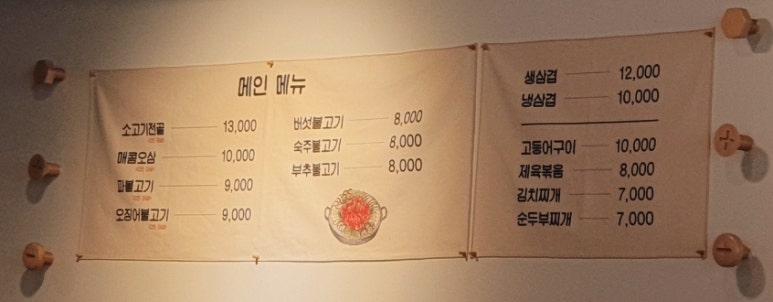 메인 메뉴
소고기전골 13,000
매콤오삼 10,000
파불고기 9,000
오징어불고기 9,000
버섯불고기 8,000
숙주불고기 8,000
부추불고기 8,000
생삼겹 12,000
냉삼겹 10,000
고등어구이 10,000
제육볶음 8,000
김치찌개 7,000
순두부찌개 7,000